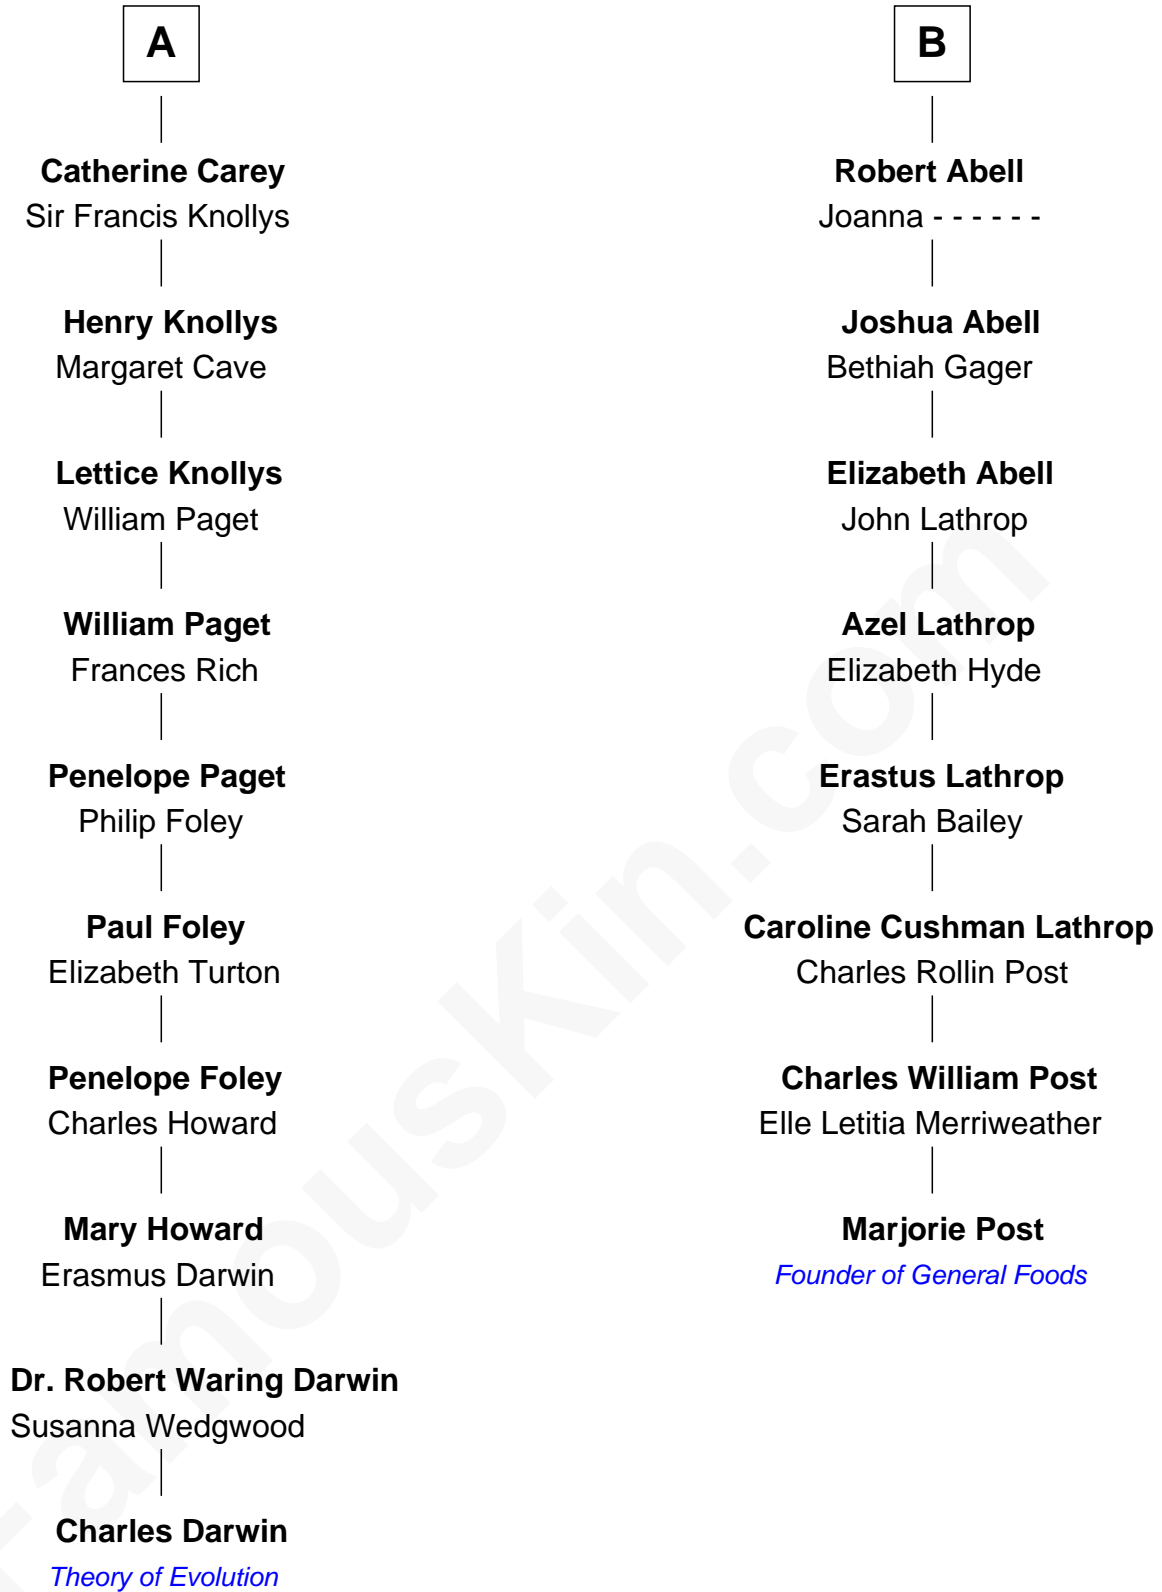 A
Catherine Carey
Sir Francis Knollys
Henry Knollys
Margaret Cave
Lettice Knollys
William Paget
William Paget
Frances Rich
Penelope Paget
Philip Foley
Paul Foley
Elizabeth Turton
Penelope Foley
Charles Howard
Mary Howard
Erasmus Darwin
Dr. Robert Waring Darwin
Susanna Wedgwood
Charles Darwin
Theory of Evolution
B
Robert Abell
Joanna - - - - - -
Joshua Abell
Bethiah Gager
Elizabeth Abell
John Lathrop
Azel Lathrop
Elizabeth Hyde
Erastus Lathrop
Sarah Bailey
Caroline Cushman Lathrop
Charles Rollin Post
Charles William Post
Elle Letitia Merriweather
Marjorie Post
Founder of General Foods
FamousKin.com